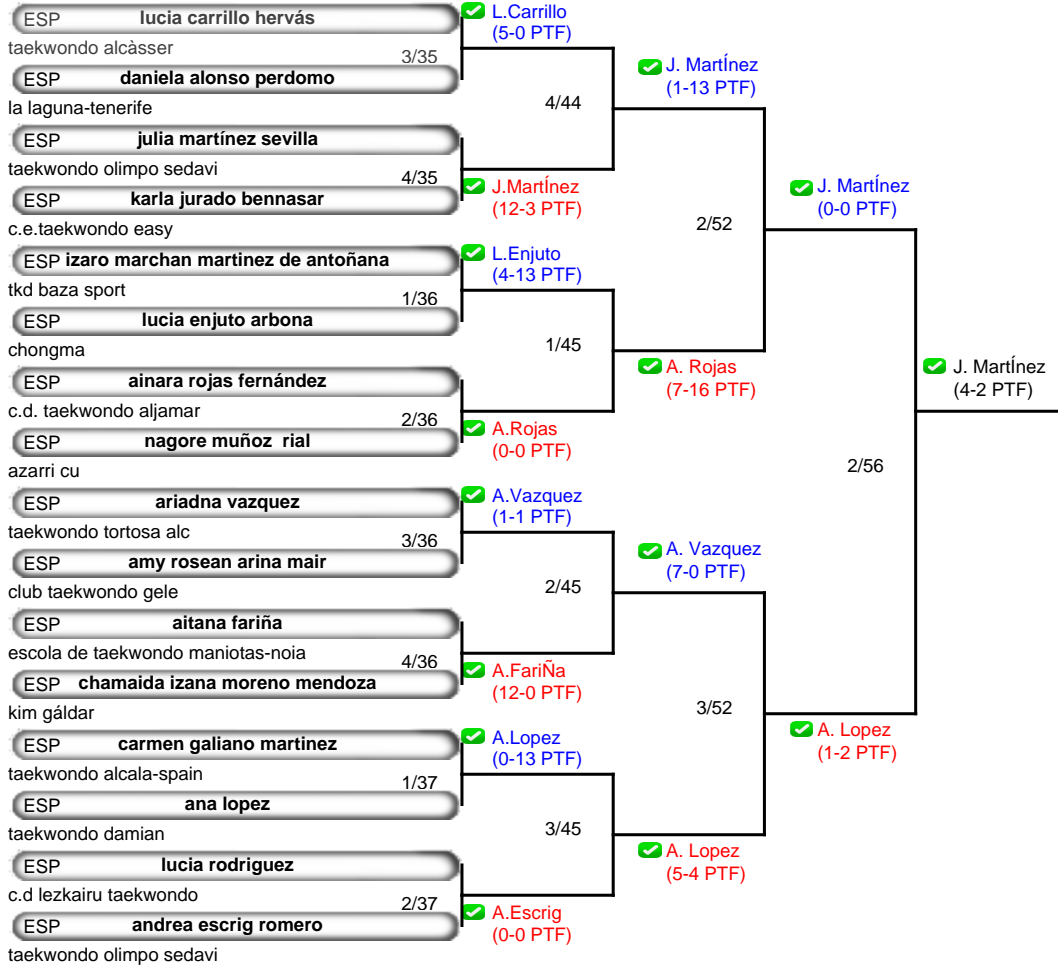 ESP lucia carrillo hervás
taekwondo alcàsser
3/35
ESP daniela alonso perdomo
la laguna-tenerife
ESP julia martínez sevilla
taekwondo olimpo sedavi
4/35
ESP karla jurado bennasar
c.e.taekwondo easy
ESP izaro marchan martinez de antoñana
tkd baza sport
1/36
ESP lucia enjuto arbona
chongma
ESP ainara rojas fernández
c.d. taekwondo aljamar
2/36
ESP nagore muñoz rial
azarri cu
ESP ariadna vazquez
taekwondo tortosa alc
3/36
ESP amy rosean arina mair
club taekwondo gele
ESP aitana fariña
escola de taekwondo maniotas-noia
4/36
ESP chamaida izana moreno mendoza
kim gáldar
ESP carmen galiano martinez
taekwondo alcala-spain
1/37
ESP ana lopez
taekwondo damian
ESP lucia rodriguez
c.d lezkairu taekwondo
2/37
ESP andrea escrig romero
taekwondo olimpo sedavi
L.Carrillo
(5-0 PTF)
4/44
J.MartÍnez
(12-3 PTF)
L.Enjuto
(4-13 PTF)
1/45
A.Rojas
(0-0 PTF)
A.Vazquez
(1-1 PTF)
2/45
A.FariÑa
(12-0 PTF)
A.Lopez
(0-13 PTF)
3/45
A.Escrig
(0-0 PTF)
J. MartÍnez
(1-13 PTF)
2/52
A. Rojas
(7-16 PTF)
A. Vazquez
(7-0 PTF)
3/52
A. Lopez
(5-4 PTF)
J. MartÍnez
(0-0 PTF)
2/56
A. Lopez
(1-2 PTF)
J. MartÍnez
(4-2 PTF)